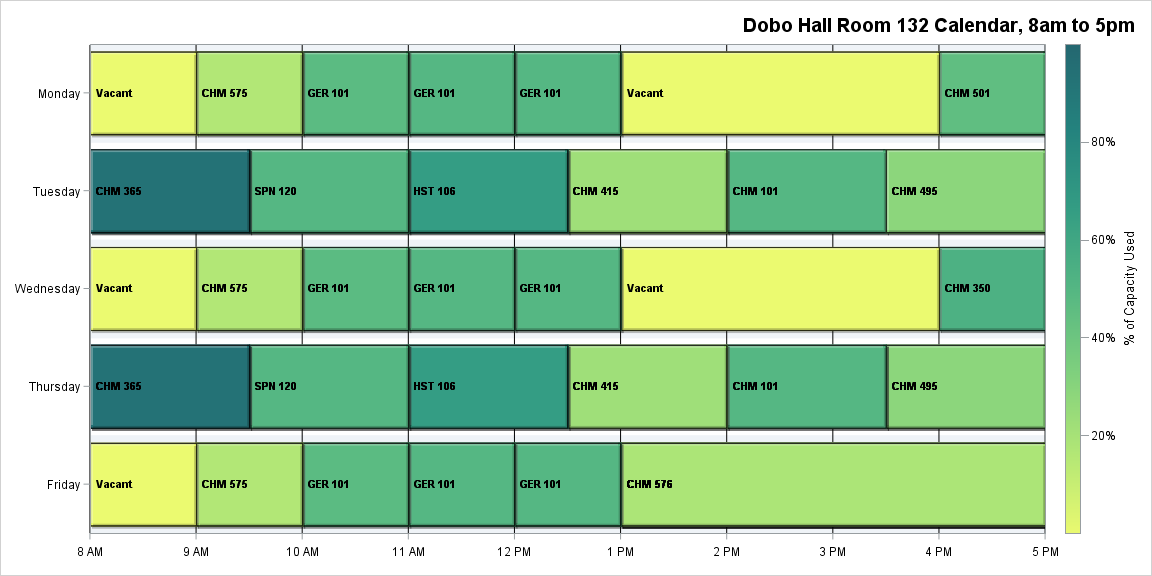 Dobo Hall Room 132 Calendar, 8am to 5pm
Monday
Vacant
CHM 575
GER 101
GER 101
GER 101
Vacant
CHM 501
Tuesday
CHM 365
SPN 120
HST 106
CHM 415
CHM 101
CHM 495
Wednesday
Vacant
CHM 575
GER 101
GER 101
GER 101
Vacant
CHM 350
Thursday
CHM 365
SPN 120
HST 106
CHM 415
CHM 101
CHM 495
Friday
Vacant
CHM 575
GER 101
GER 101
GER 101
CHM 576
8 AM
9 AM
10 AM
11 AM
12 PM
1 PM
2 PM
3 PM
4 PM
5 PM
80%
60%
40%
20%
% of Capacity Used